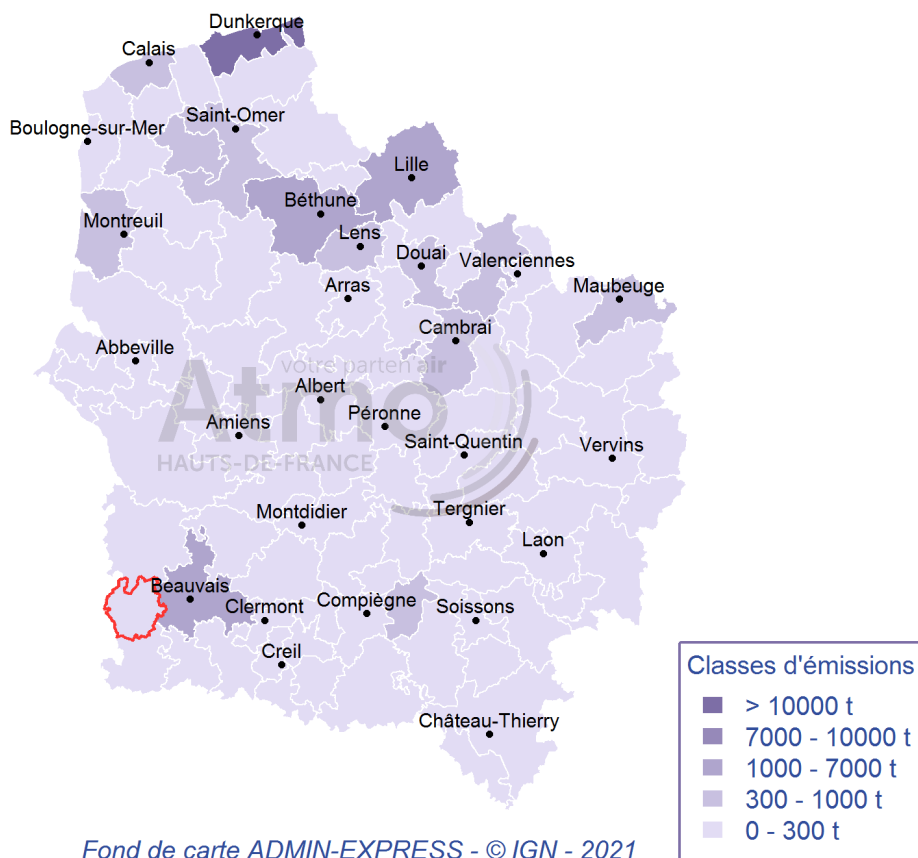 Dunkerque
Calais
Saint-Omer
Boulogne-sur-Mer
Lille
Béthune
Montreuil
Lens
Douai
Valenciennes
Maubeuge
Arras
Cambrai
Abbeville
votre parten'air
Atmo
HAUTS-DE-FRANCE
Albert
Péronne
Amiens
Saint-Quentin
Vervins
Montdidier
Tergnier
Laon
Beauvais
Clermont
Compiègne
Soissons
Creil
Château-Thierry
Classes d'émissions
> 10000 t
7000 - 10000 t
1000 - 7000 t
300 - 1000 t
0 - 300 t
Fond de carte ADMIN-EXPRESS - © IGN - 2021